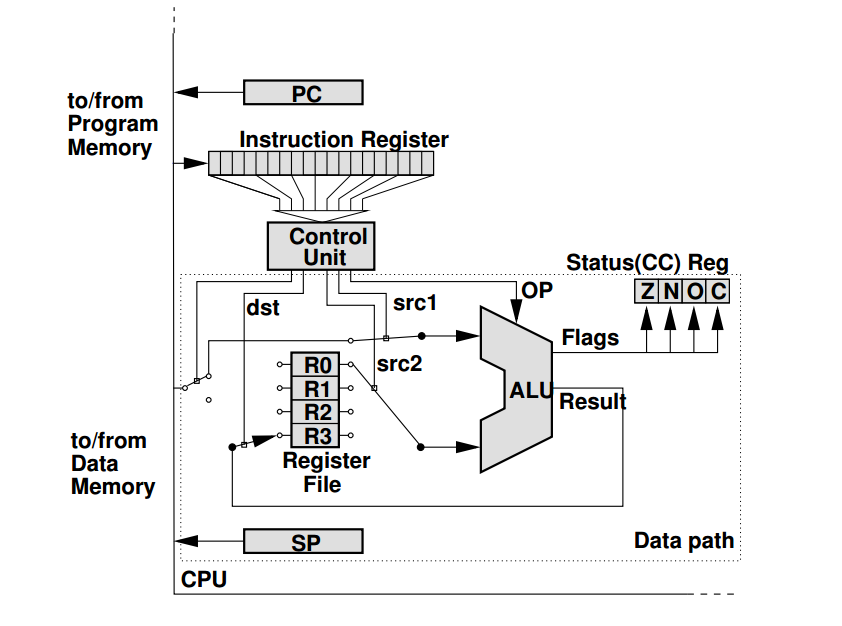 to/from
Program
Memory
PC
Instruction Register
Control
Unit
Status(CC) Reg
Z N O C
OP
dst
src1
Flags
src2
R0
R1
R2
R3
ALU
Result
Register
File
to/from
Data
Memory
SP
Data path
CPU